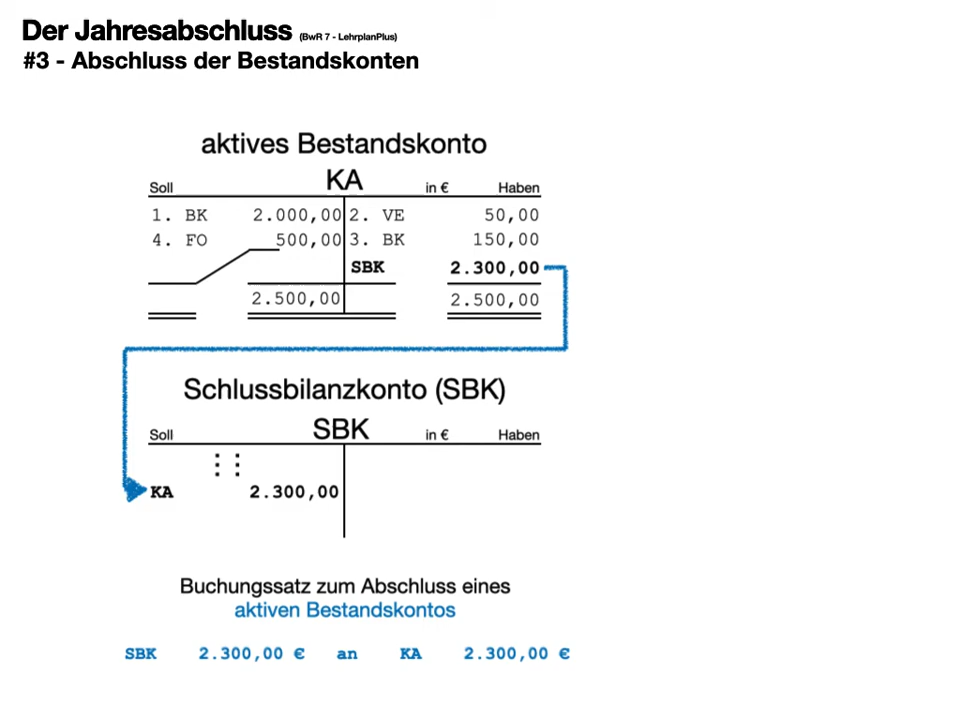 Der Jahresabschluss (BwR 7 - LehrplanPlus)
#3 - Abschluss der Bestandskonten
aktives Bestandskonto
Soll KA in € Haben
1. BK 2.000,00 2. VE 50,00
4. FO 500,00 3. BK 150,00
SBK 2.300,00
2.500,00 2.500,00
Schlussbilanzkonto (SBK)
Soll SBK in € Haben
KA 2.300,00
Buchungssatz zum Abschluss eines
aktiven Bestandskontos
SBK 2.300,00 € an KA 2.300,00 €